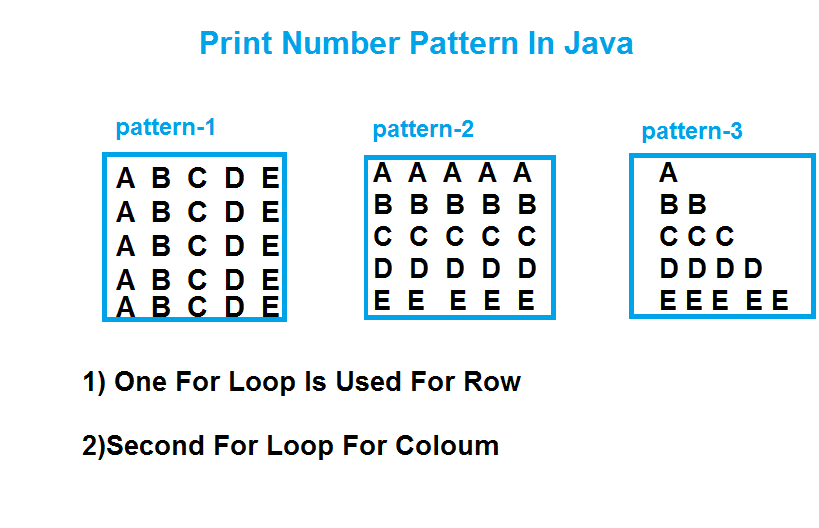 Print Number Pattern In Java
pattern-1
A B C D E
A B C D E
A B C D E
A B C D E
A B C D E
pattern-2
A A A A A
B B B B B
C C C C C
D D D D D
E E E E E
pattern-3
A
B B
C C C
D D D D
E E E E E
1) One For Loop Is Used For Row
2)Second For Loop For Coloum